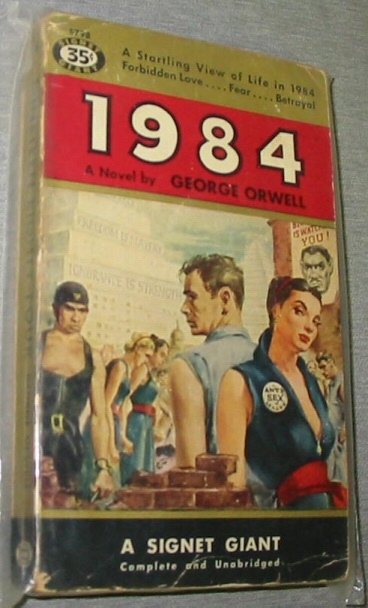 S798
SIGNET
35¢
GIANT
A Startling View of Life in 1984
Forbidden Love .... Fear .... Betrayal
1984
A Novel by GEORGE ORWELL
FREEDOM IS SLAVERY
IGNORANCE IS STRENGTH
IS WATCHING
YOU!
ANTI
SEX
A SIGNET GIANT
Complete and Unabridged